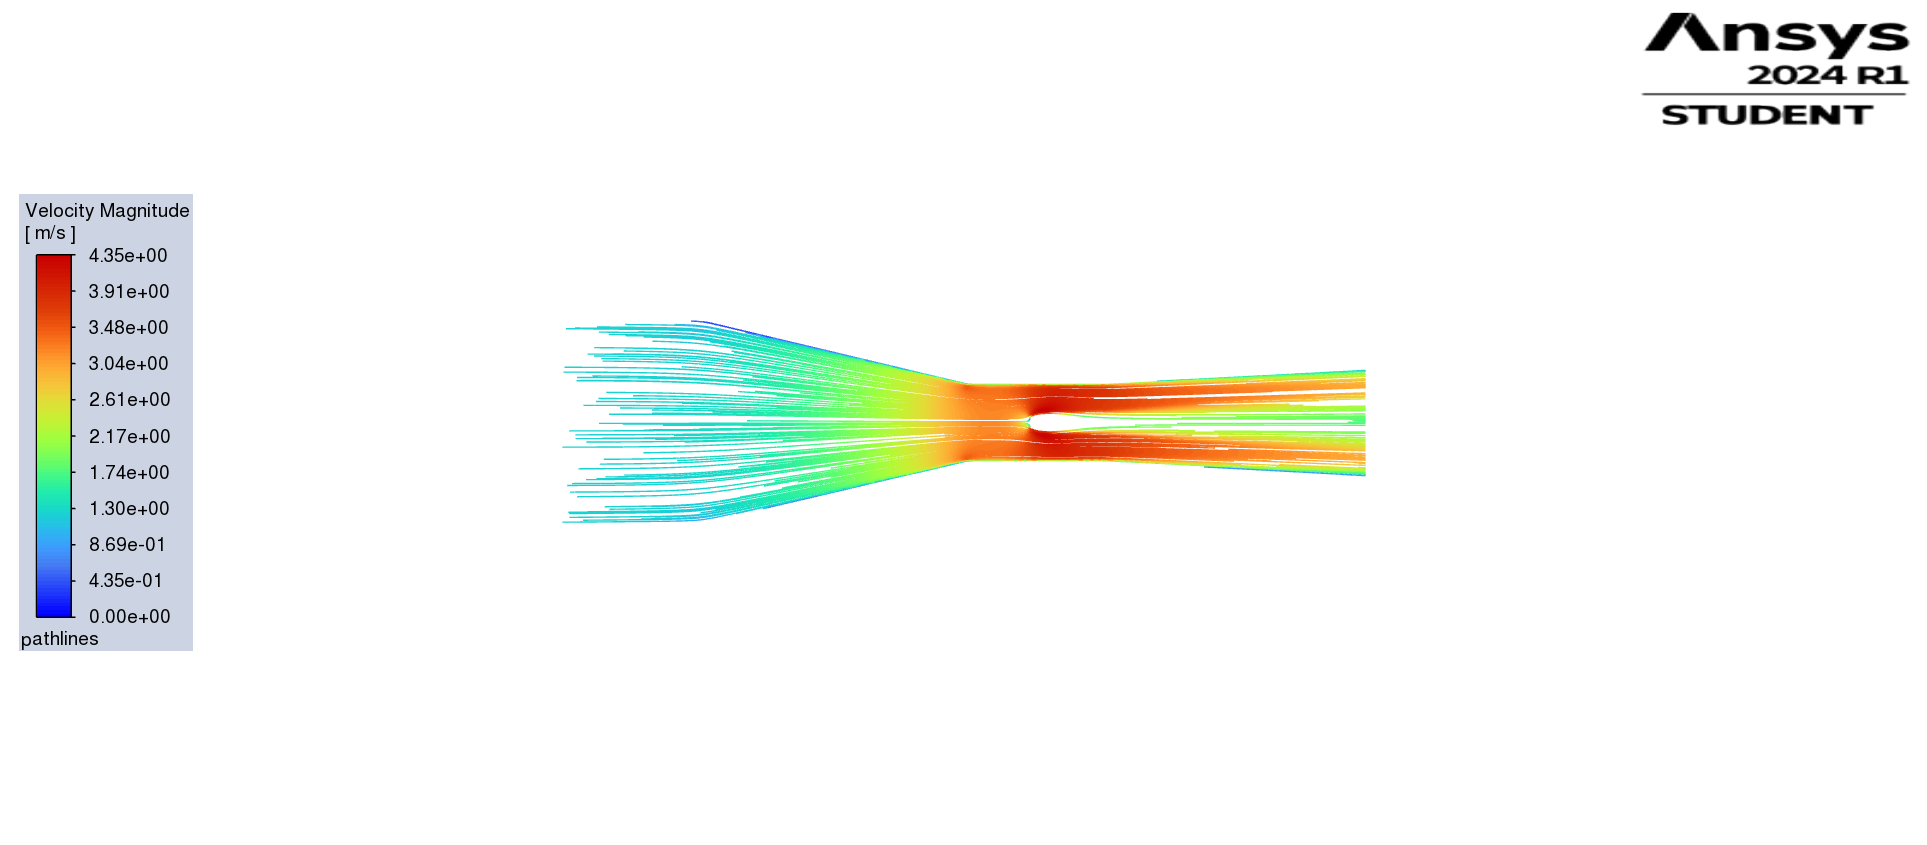 Ansys
2024 R1
STUDENT
Velocity Magnitude
[ m/s ]
4.35e+00
3.91e+00
3.48e+00
3.04e+00
2.61e+00
2.17e+00
1.74e+00
1.30e+00
8.69e-01
4.35e-01
0.00e+00
pathlines